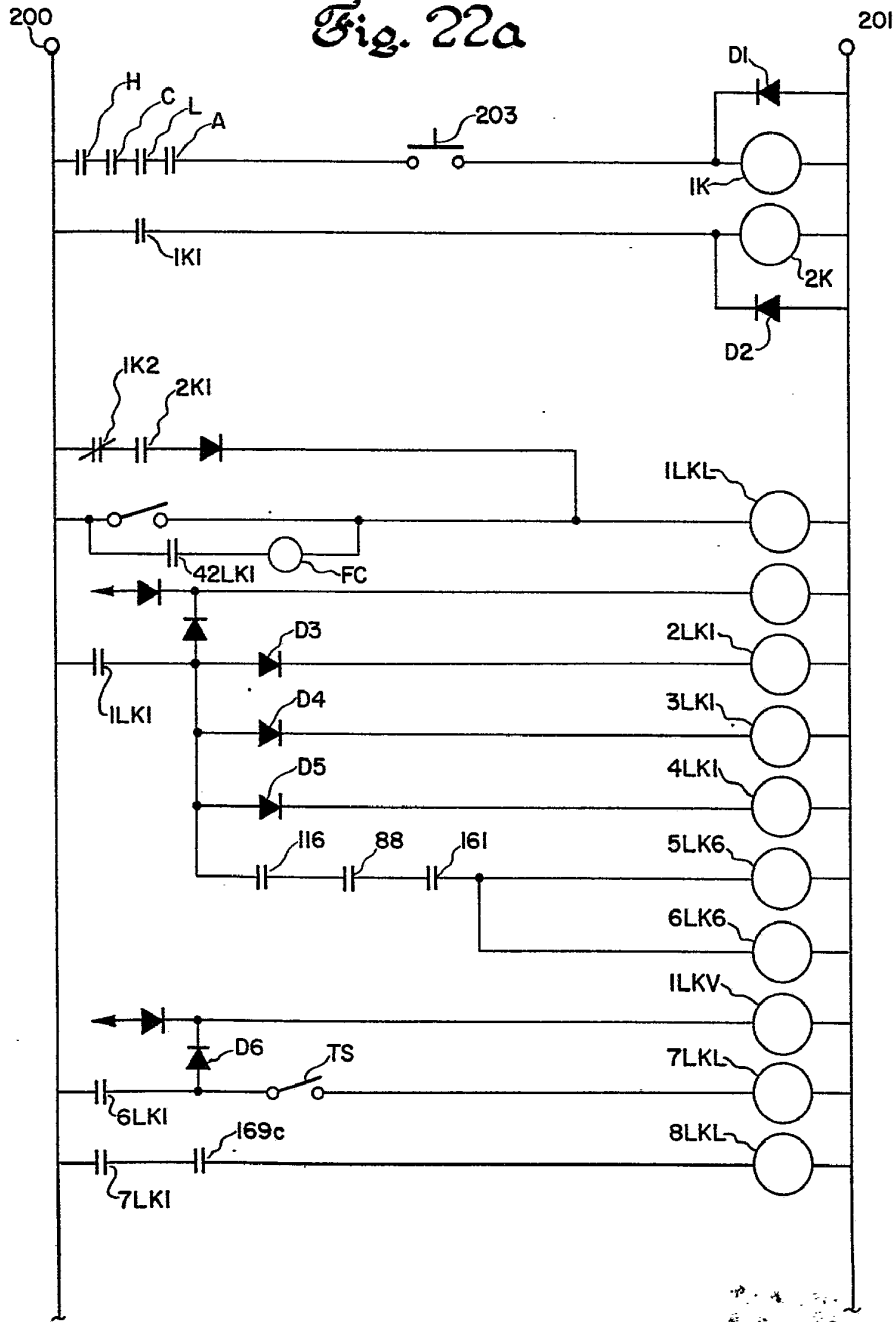 Fig. 22a
200
201
H
C
L
A
203
D1
1K
1K1
2K
D2
1K2
2K1
1LKL
42LK1
FC
D3
2LK1
1LK1
D4
3LK1
D5
4LK1
116
88
161
5LK6
6LK6
1LKV
D6
TS
7LKL
6LK1
169c
8LKL
7LK1